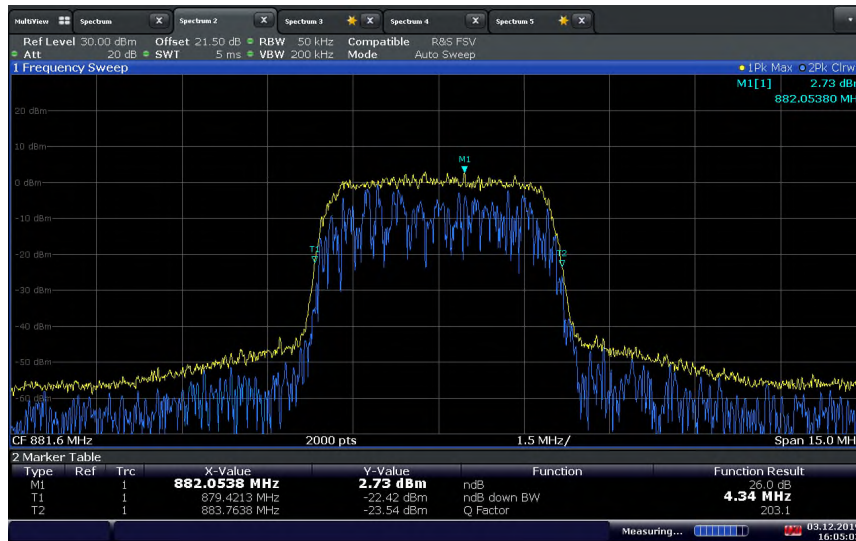 MultiView Spectrum X Spectrum 2 X Spectrum 3 X Spectrum 4 X Spectrum 5 X
Ref Level 30.00 dBm Offset 21.50 dB RBW 50 kHz Compatible R&S FSV
Att 20 dB SWT 5 ms VBW 200 kHz Mode Auto Sweep
1 Frequency Sweep 1Pk Max 2Pk Clrw
M1[1] 2.73 dBm
882.05380 MH
20 dBm
10 dBm
M1
0 dBm
-10 dBm
T1 T2
-20 dBm
-30 dBm
-40 dBm
-50 dBm
-60 dBm
CF 881.6 MHz 2000 pts 1.5 MHz/ Span 15.0 MH
2 Marker Table
Type Ref Trc X-Value Y-Value Function Function Result
M1 1 882.0538 MHz 2.73 dBm ndB 26.0 dB
T1 1 879.4213 MHz -22.42 dBm ndB down BW 4.34 MHz
T2 1 883.7638 MHz -23.54 dBm Q Factor 203.1
Measuring... 03.12.201
16:05:0